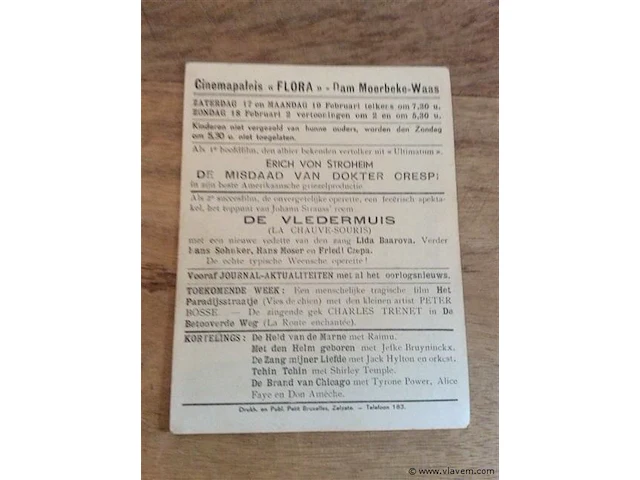 Cinemapaleis « FLORA » - Dam Moerbeke-Waas
ZATERDAG 17 en MAANDAG 19 Februari telkens om 7,30 u.
ZONDAG 18 Februari 2 vertooningen om 2 en om 5,30 u.
Kinderen niet vergezeld van hunne ouders, worden den Zondag
om 5,30 u. niet toegelaten.
Als 1e hoofdfilm, den alhier bekenden vertolker uit « Ultimatum ».
ERICH VON STROHEIM
DE MISDAAD VAN DOKTER CRESPI
in zijn beste Amerikaansche griezelproductie.
Als 2e succesfilm, de onvergetelijke operette, een feeërisch spekta-
kel, het toppunt van Johann Strauss' roem
DE VLEDERMUIS
(LA CHAUVE-SOURIS)
met een nieuwe vedette van den zang Lida Baarova. Verder
Hans Sohnker, Hans Moser en Friedl Czepa.
De echte typische Weensche operette !
Vooraf JOURNAL-AKTUALITEITEN met al het oorlogsnieuws.
TOEKOMENDE WEEK : Een menschelijke tragische film Het
Paradijsstraatje (Vies de chien) met den kleinen artist PETER
BOSSE. — De zingende gek CHARLES TRENET in De
Betooverde Weg (La Route enchantée).
KORTELINGS : De Held van de Marne met Raimu.
Met den Helm geboren met Jefke Bruyninckx.
De Zang mijner Liefde met Jack Hylton en orkest.
Tchin Tchin met Shirley Temple.
De Brand van Chicago met Tyrone Power, Alice
Faye en Don Amèche.
Drukk. en Publ. Petit Bruxelles, Zelzate. — Telefoon 163.
© www.vlavem.com